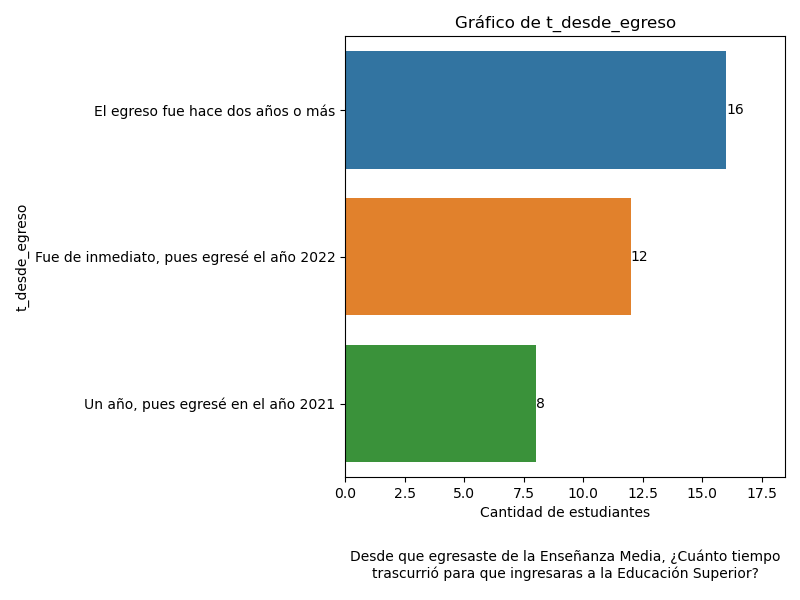 Gráfico de t_desde_egreso
El egreso fue hace dos años o más
16
t_desde_egreso
Fue de inmediato, pues egresé el año 2022
12
Un año, pues egresé en el año 2021
8
0.0 2.5 5.0 7.5 10.0 12.5 15.0 17.5
Cantidad de estudiantes
Desde que egresaste de la Enseñanza Media, ¿Cuánto tiempo
trascurrió para que ingresaras a la Educación Superior?